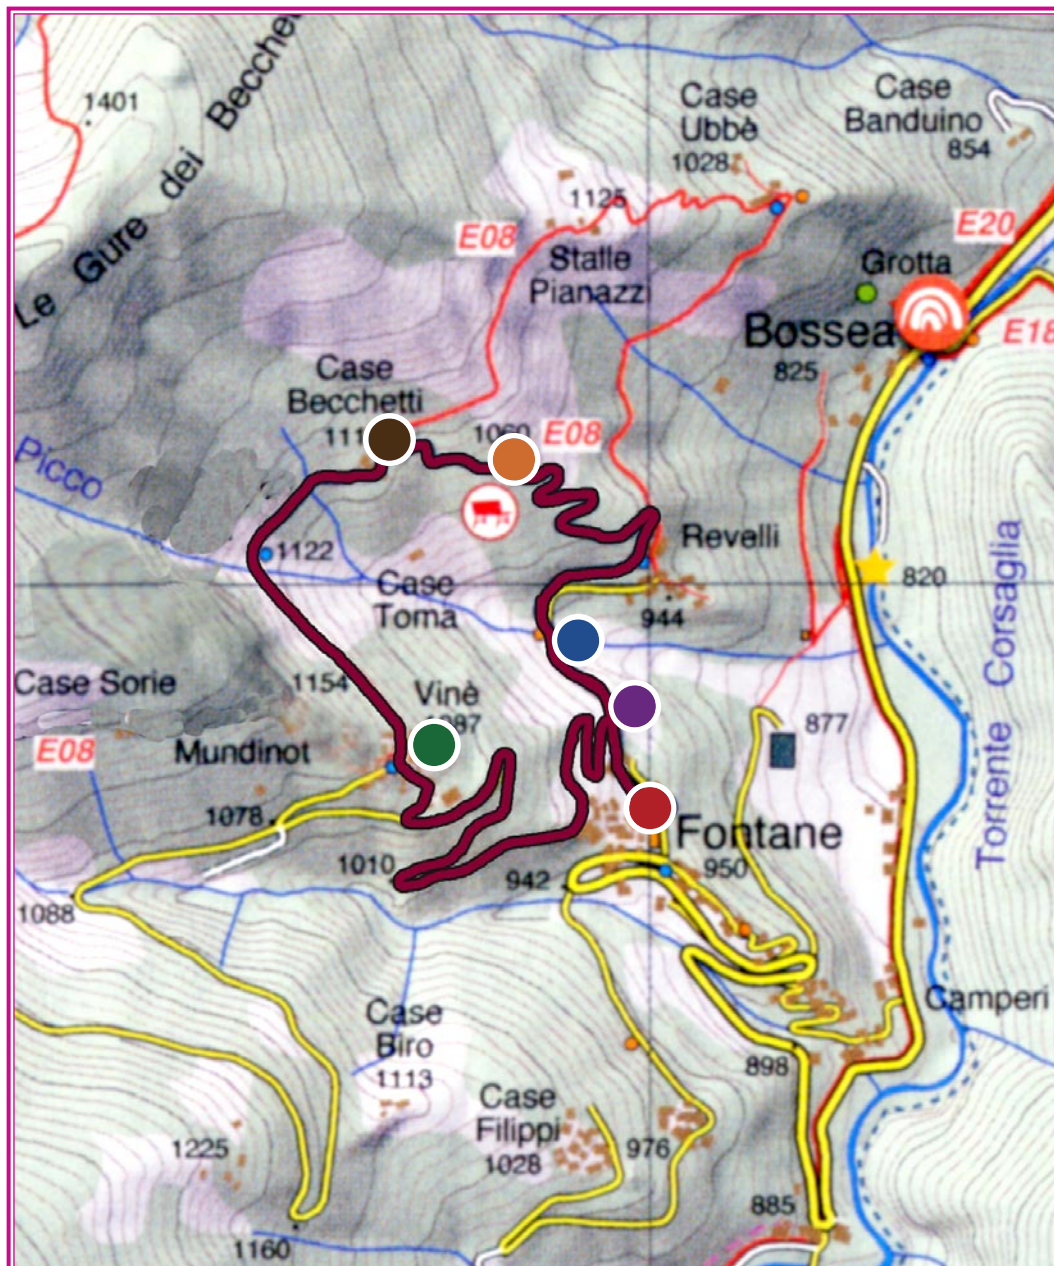 1401
Le Gure dei Becche
Case
Ubbè
1028
Case
Banduino
854
1125
E08
E20
Stalle
Pianazzi
Grotta
Bossea
E18
825
Case
Becchetti
E08
Picco
1122
Revelli
820
Case
Toma
944
Torrente Corsaglia
Case Sorie
1154
Vinè
E08
Mundinot
877
1078
Fontane
1010
942
950
1088
Case
Biro
1113
Camperi
898
Case
Filippi
1028
976
1225
885
1160